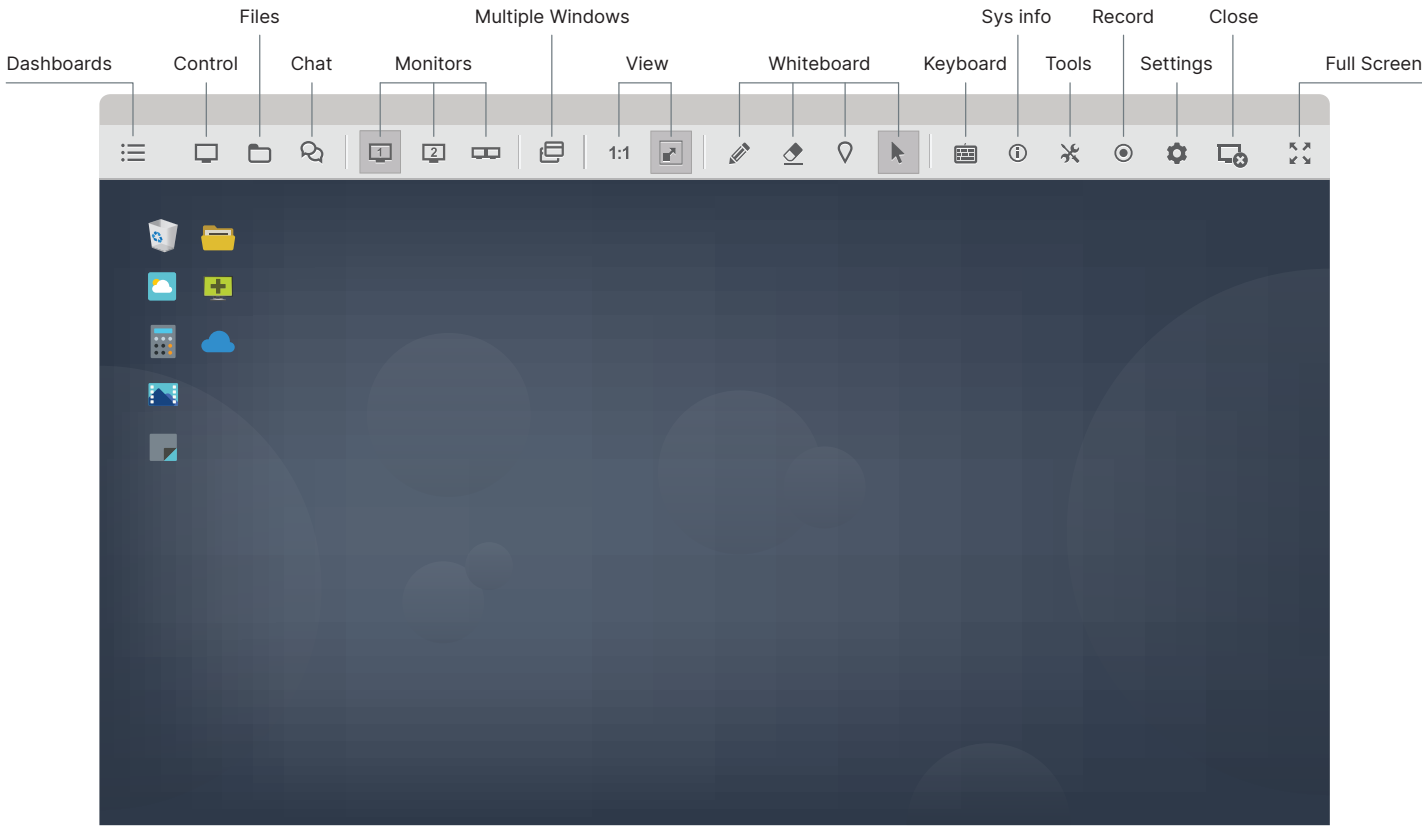 Files
Multiple Windows
Sys info
Record
Close
Dashboards
Control
Chat
Monitors
View
Whiteboard
Keyboard
Tools
Settings
Full Screen
1
2
1:1